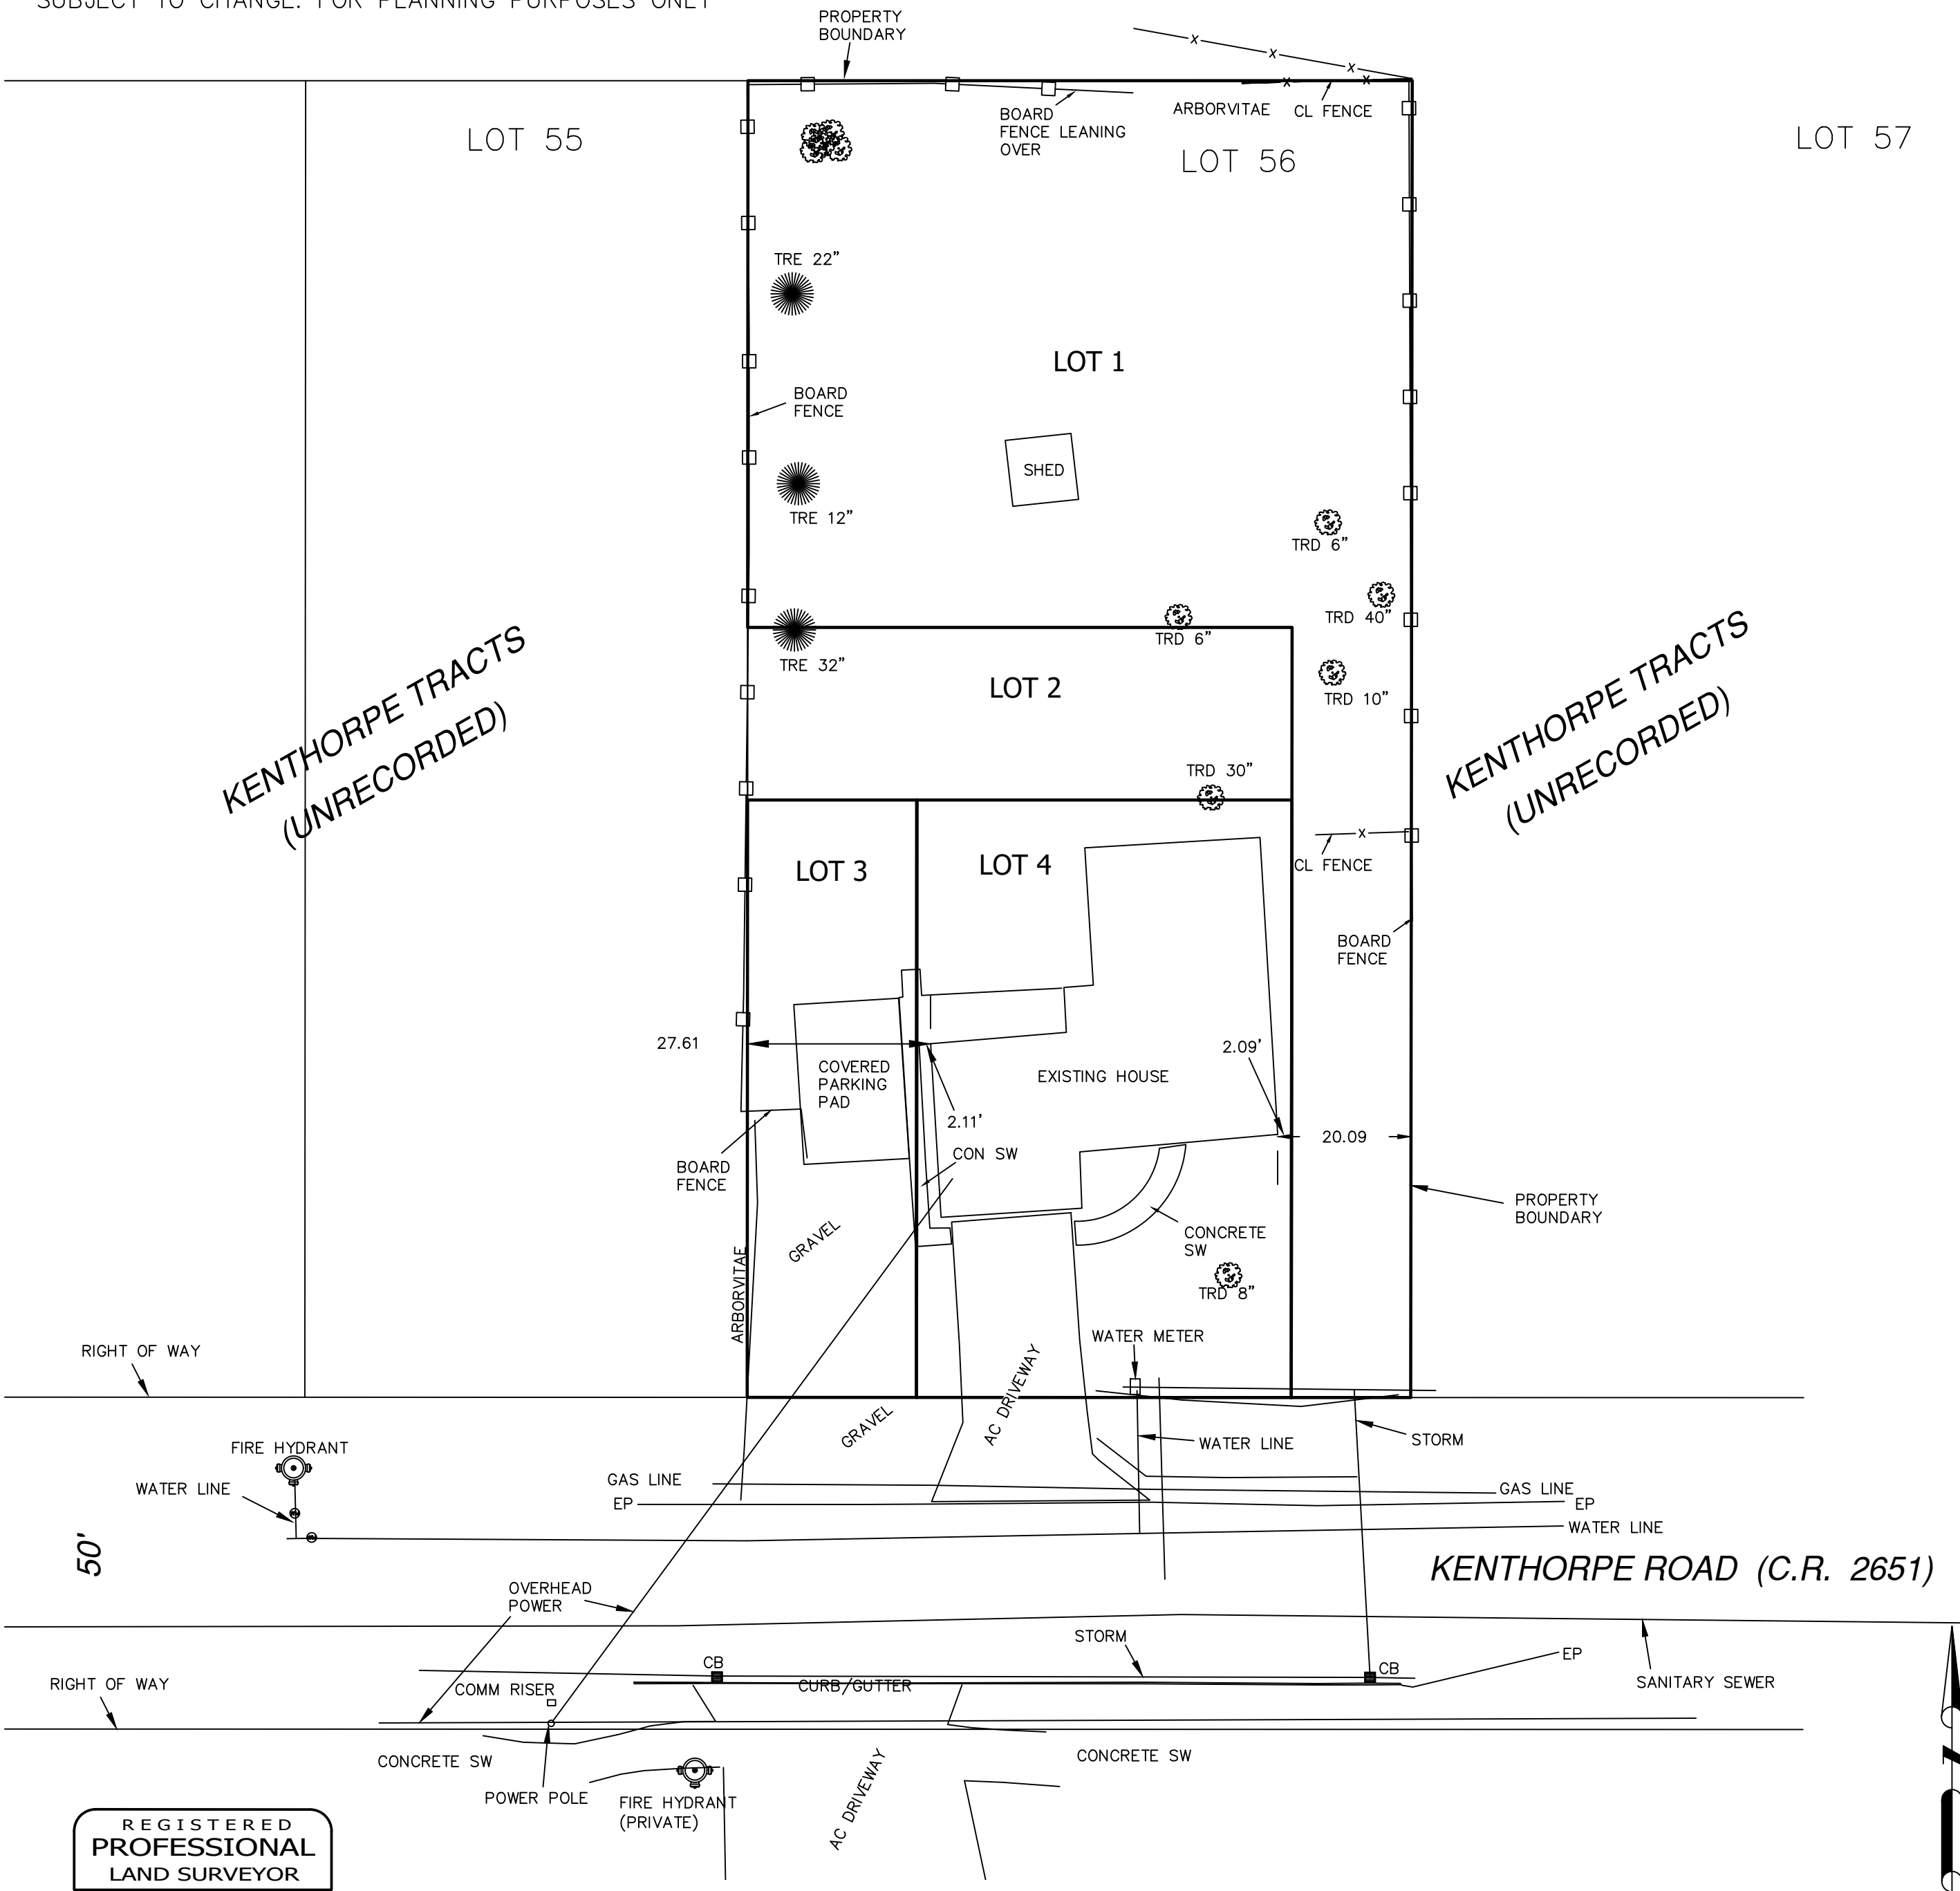 SUBJECT TO CHANGE. FOR PLANNING PURPOSES ONLY
PROPERTY
BOUNDARY
LOT 55
BOARD
FENCE LEANING
OVER
ARBORVITAE
CL FENCE
LOT 56
LOT 57
TRE 22”
LOT 1
BOARD
FENCE
SHED
TRE 12”
TRD 6”
TRD 40”
TRD 6”
TRE 32”
LOT 2
TRD 10”
KENTHORPE TRACTS
(UNRECORDED)
KENTHORPE TRACTS
(UNRECORDED)
TRD 30”
LOT 3
LOT 4
CL FENCE
BOARD
FENCE
27.61
COVERED
PARKING
PAD
2.11’
EXISTING HOUSE
2.09’
20.09
CON SW
BOARD
FENCE
PROPERTY
BOUNDARY
GRAVEL
ARBORVITAE
CONCRETE
SW
TRD 8”
WATER METER
RIGHT OF WAY
AC DRIVEWAY
GRAVEL
WATER LINE
STORM
FIRE HYDRANT
WATER LINE
GAS LINE
GAS LINE
EP
EP
WATER LINE
50'
KENTHORPE ROAD (C.R. 2651)
OVERHEAD
POWER
STORM
CB
CB
EP
RIGHT OF WAY
COMM RISER
CURB/GUTTER
SANITARY SEWER
CONCRETE SW
CONCRETE SW
POWER POLE
FIRE HYDRANT
(PRIVATE)
AC DRIVEWAY
REGISTERED
PROFESSIONAL
LAND SURVEYOR